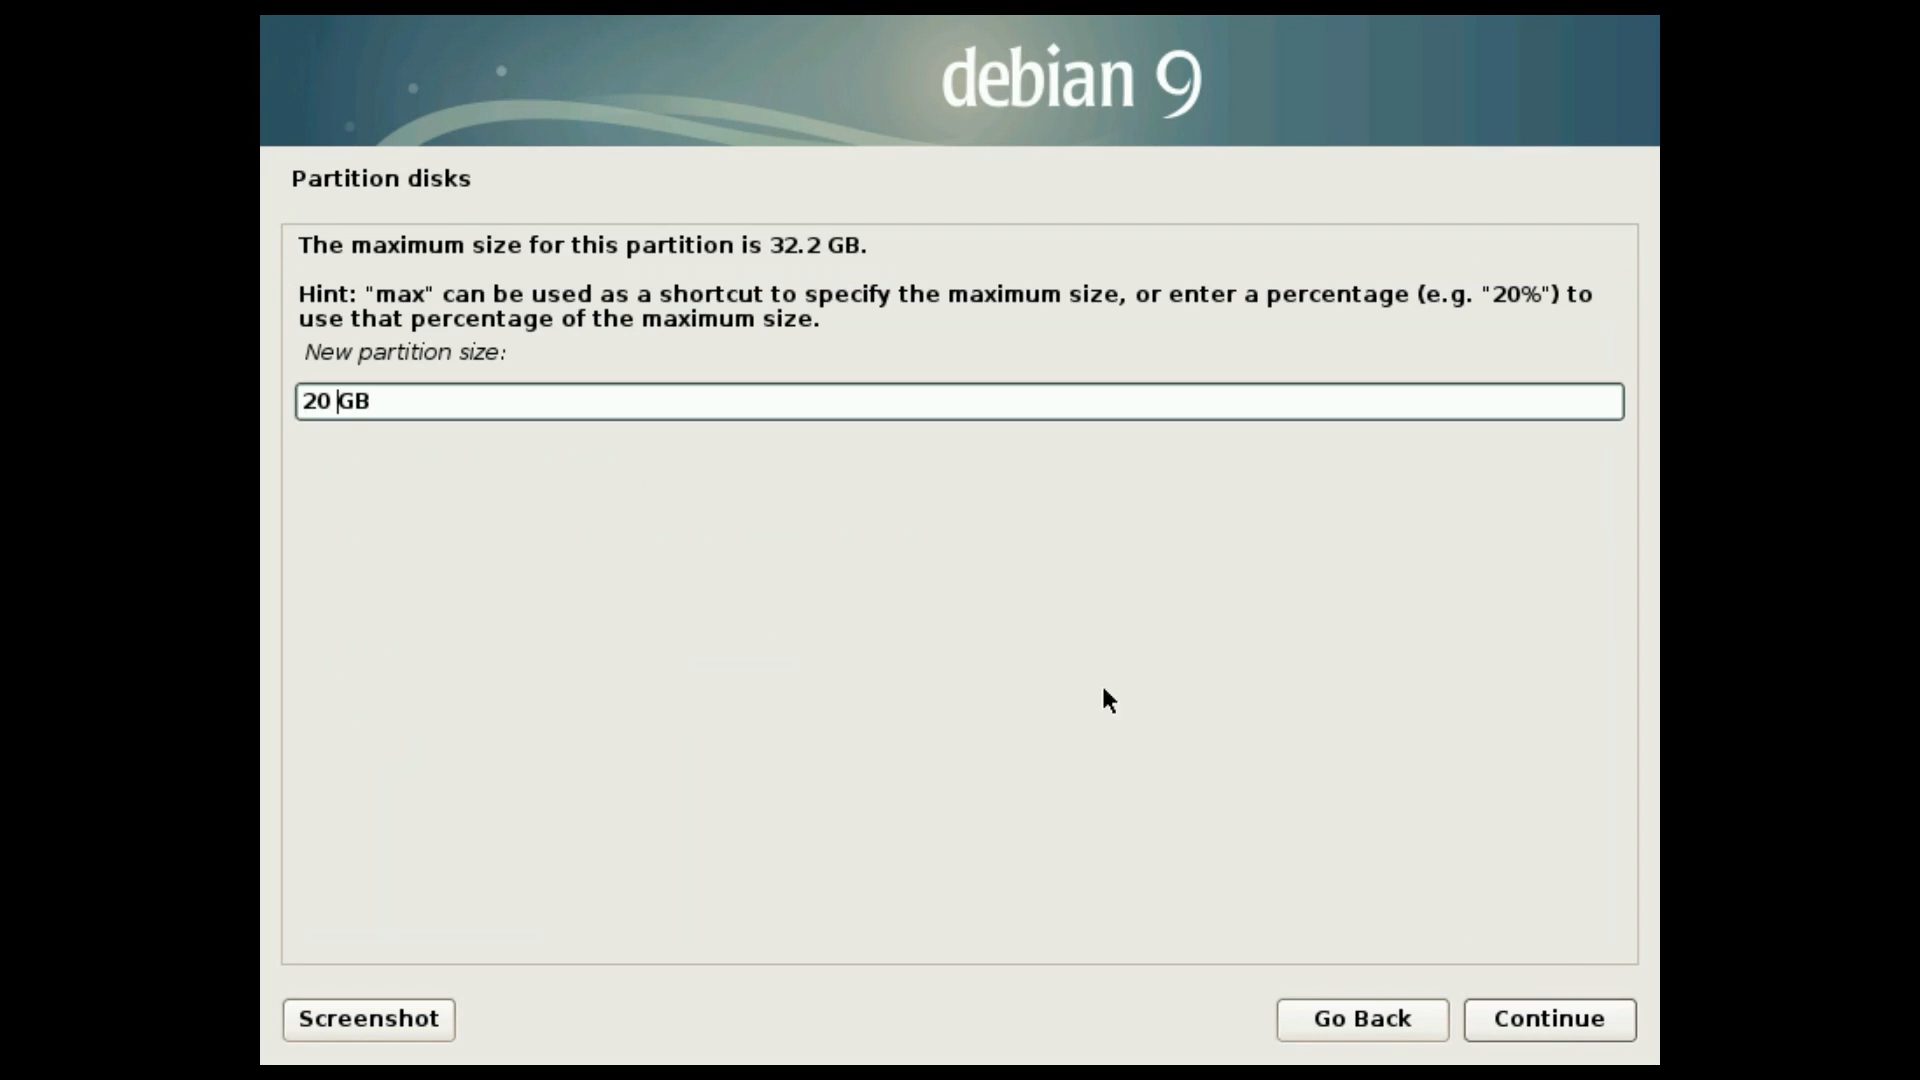 debian 9
Partition disks
The maximum size for this partition is 32.2 GB.
Hint: "max" can be used as a shortcut to specify the maximum size, or enter a percentage (e.g. "20%") to
use that percentage of the maximum size.
New partition size:
20 GB
Screenshot
Go Back
Continue